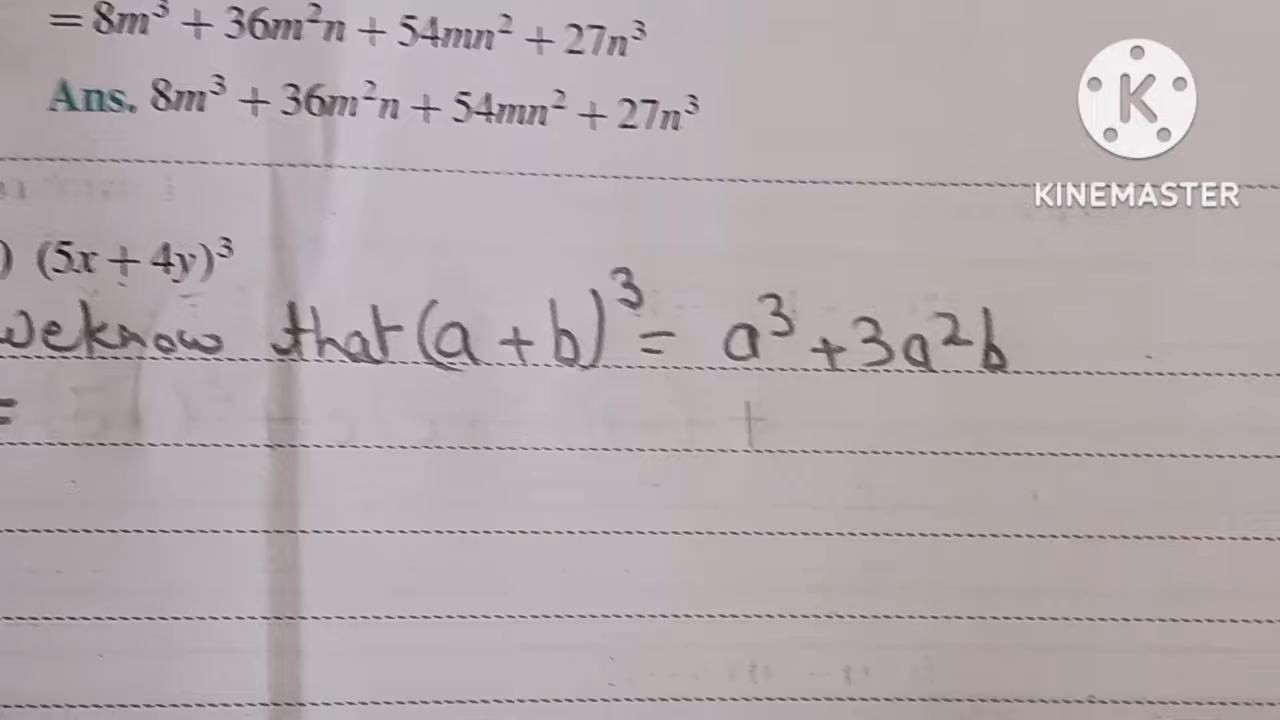 = 8m³ + 36m²n + 54mn² + 27n³
Ans. 8m³ + 36m²n + 54mn² + 27n³
K
KINEMASTER
) (5x + 4y)³
we know that (a + b)³ = a³ + 3a²b
= +